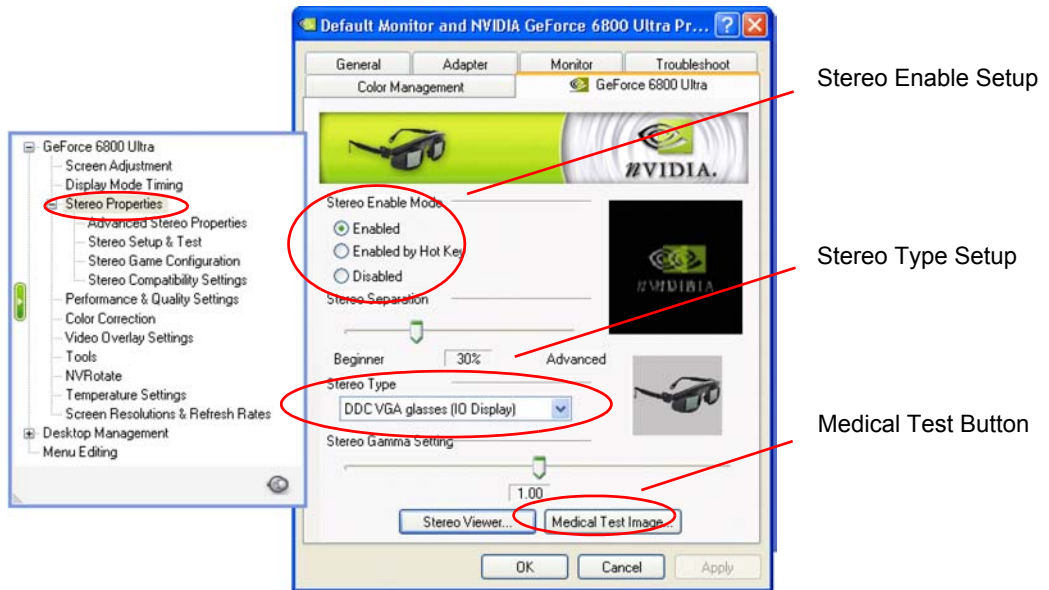 Default Monitor and NVIDIA GeForce 6800 Ultra Pr...
General Adapter Monitor Troubleshoot
Color Management GeForce 6800 Ultra
nVIDIA.
Stereo Enable Mode
Enabled
Enabled by Hot Key
Disabled
Stereo Separation
Beginner 30% Advanced
Stereo Type
DDC VGA glasses (IO Display)
Stereo Gamma Setting
1.00
Stereo Viewer... Medical Test Image...
OK Cancel Apply
GeForce 6800 Ultra
Screen Adjustment
Display Mode Timing
Stereo Properties
Advanced Stereo Properties
Stereo Setup & Test
Stereo Game Configuration
Stereo Compatibility Settings
Performance & Quality Settings
Color Correction
Video Overlay Settings
Tools
NVRotate
Temperature Settings
Screen Resolutions & Refresh Rates
Desktop Management
Menu Editing
Stereo Enable Setup
Stereo Type Setup
Medical Test Button